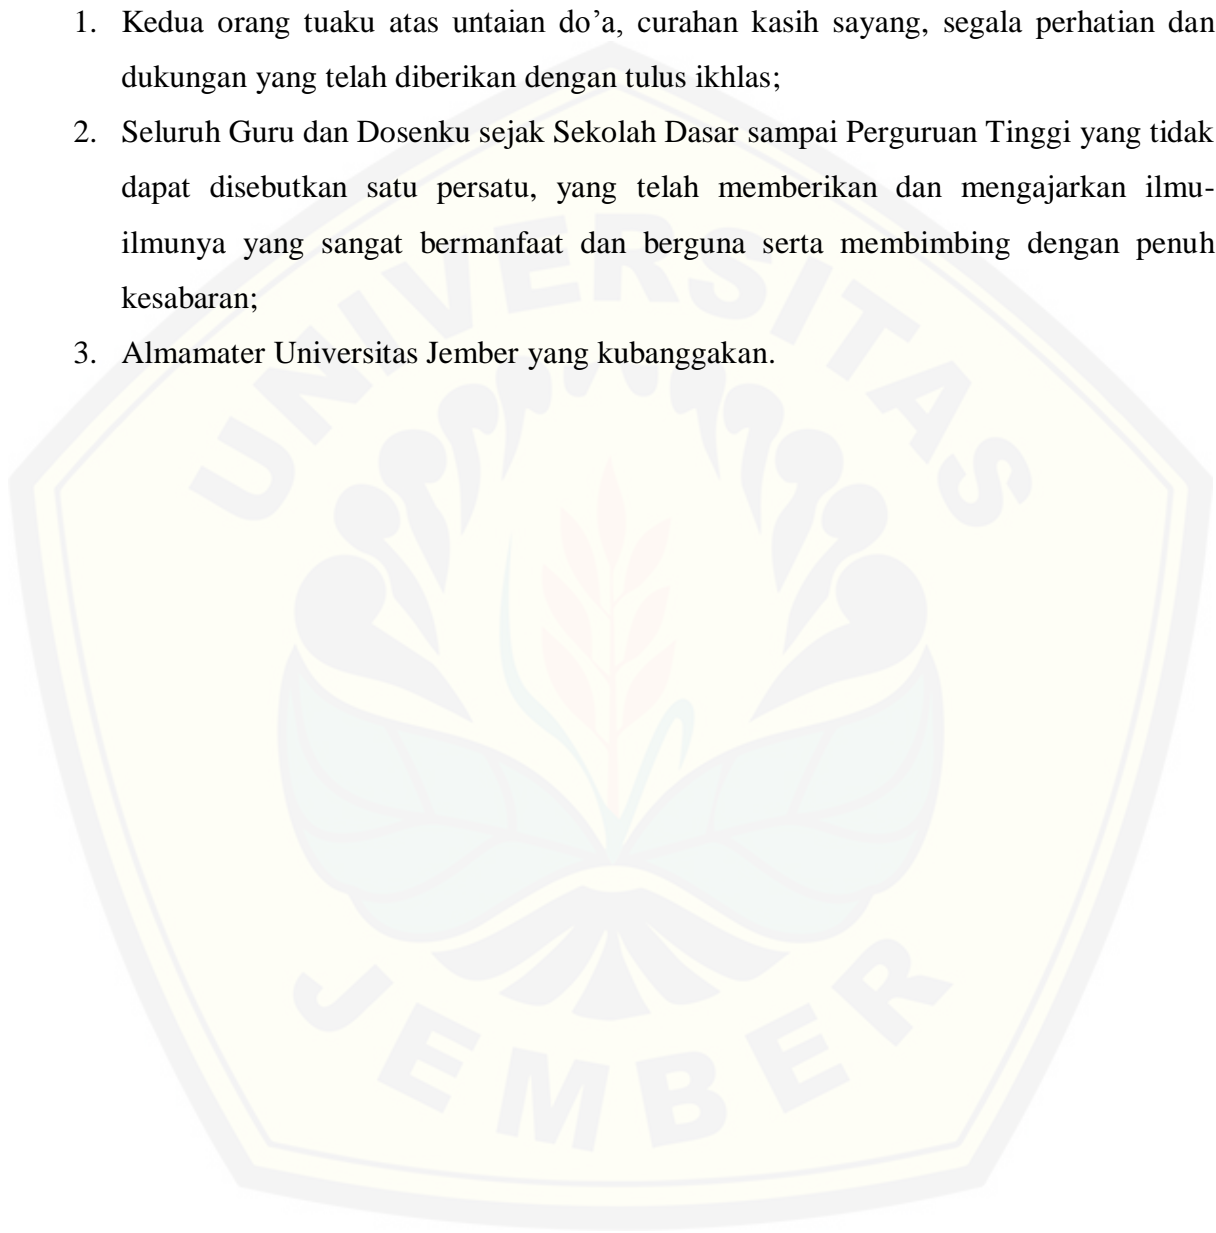 1. Kedua orang tuaku atas untaian do’a, curahan kasih sayang, segala perhatian dan
dukungan yang telah diberikan dengan tulus ikhlas;
2. Seluruh Guru dan Dosenku sejak Sekolah Dasar sampai Perguruan Tinggi yang tidak
dapat disebutkan satu persatu, yang telah memberikan dan mengajarkan ilmu-
ilmunya yang sangat bermanfaat dan berguna serta membimbing dengan penuh
kesabaran;
3. Almamater Universitas Jember yang kubanggakan.
UNIVERSITAS
JEMBER